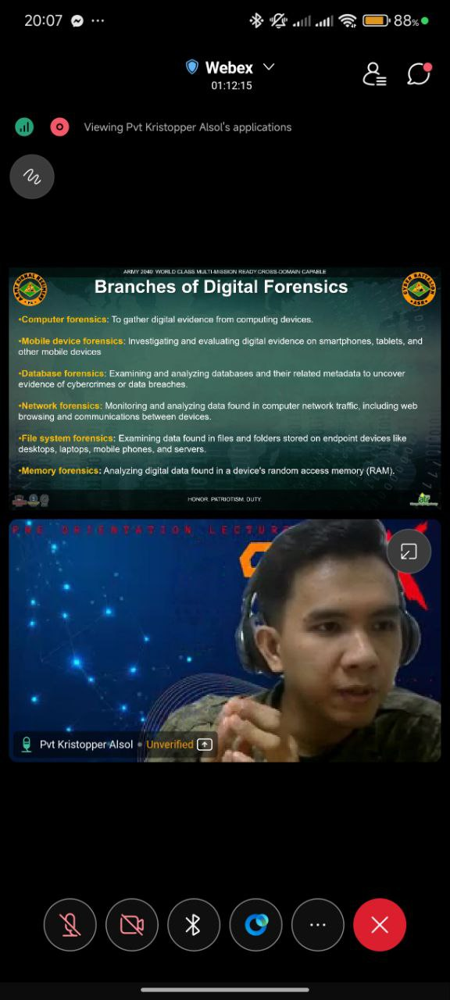 20:07
88%
Webex
01:12:15
Viewing Pvt Kristopper Alsol's applications
ARMY 2040: WORLD CLASS MULTI-MISSION READY CROSS-DOMAIN CAPABLE
Branches of Digital Forensics
•Computer forensics: To gather digital evidence from computing devices.
•Mobile device forensics: Investigating and evaluating digital evidence on smartphones, tablets, and
other mobile devices
•Database forensics: Examining and analyzing databases and their related metadata to uncover
evidence of cybercrimes or data breaches.
•Network forensics: Monitoring and analyzing data found in computer network traffic, including web
browsing and communications between devices.
•File system forensics: Examining data found in files and folders stored on endpoint devices like
desktops, laptops, mobile phones, and servers.
•Memory forensics: Analyzing digital data found in a device's random access memory (RAM).
HONOR. PATRIOTISM. DUTY.
atr
PRE ORIENTATION LECTURE
Pvt Kristopper Alsol • Unverified